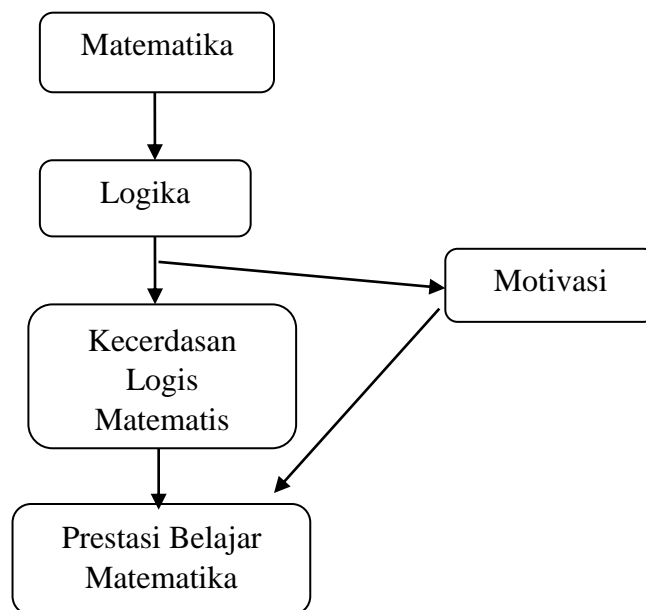 Matematika
Logika
Motivasi
Kecerdasan
Logis
Matematis
Prestasi Belajar
Matematika